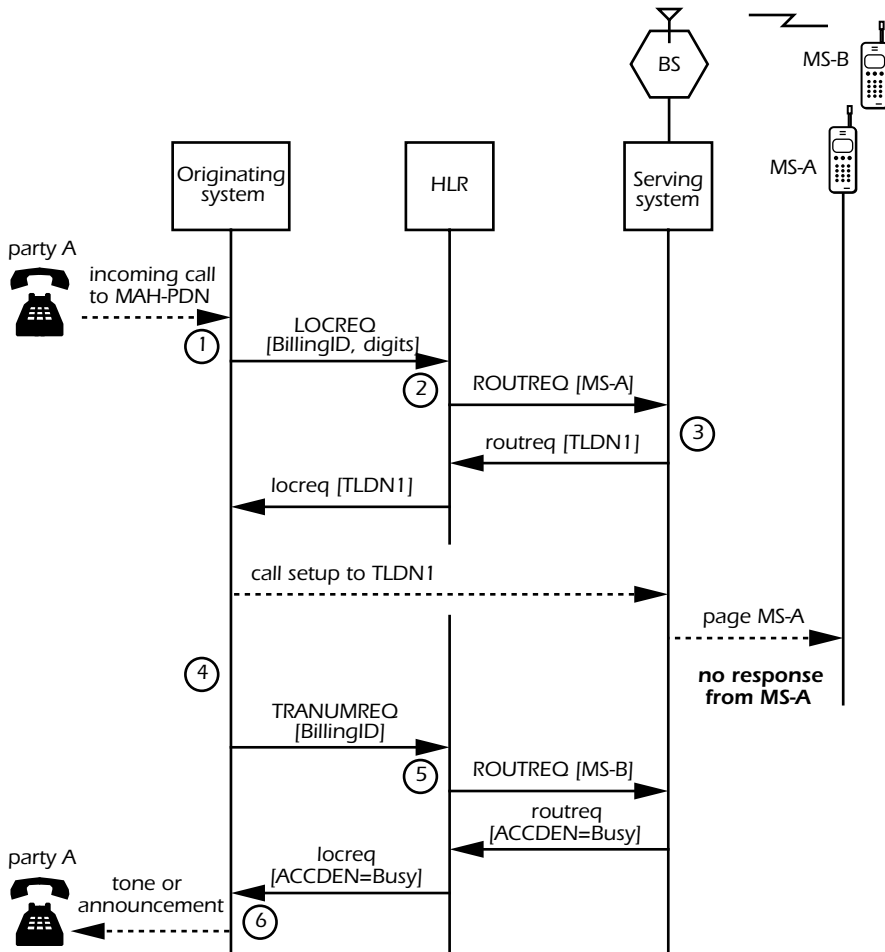 BS
MS-B
MS-A
Originating
system
HLR
Serving
system
party A
incoming call
to MAH-PDN
1
LOCREQ
[BillingID, digits]
2
ROUTREQ [MS-A]
3
routreq [TLDN1]
locreq [TLDN1]
call setup to TLDN1
page MS-A
4
no response
from MS-A
TRANUMREQ
[BillingID]
5
ROUTREQ [MS-B]
routreq
[ACCDEN=Busy]
party A
locreq
[ACCDEN=Busy]
tone or
announcement
6